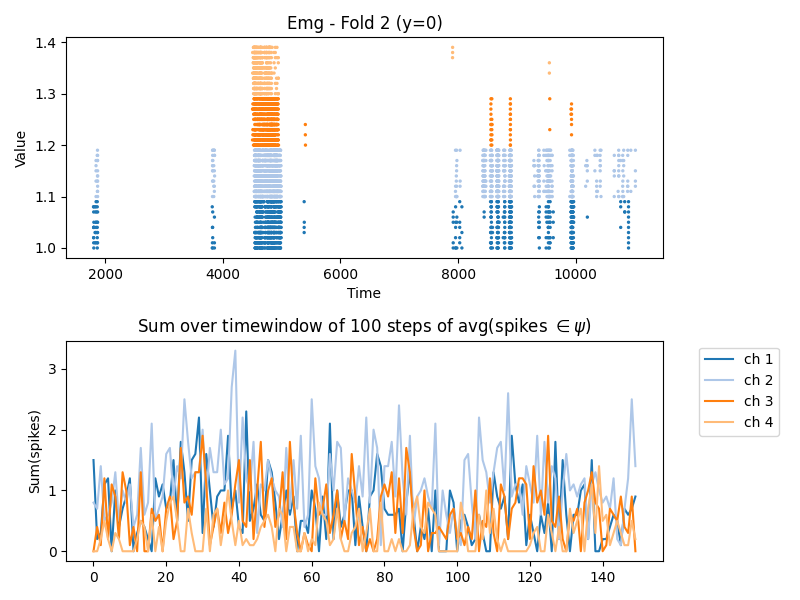 Emg - Fold 2 (y=0)
1.4
1.3
1.2
1.1
1.0
Value
2000 4000 6000 8000 10000
Time
Sum over timewindow of 100 steps of avg(spikes ∈ ψ)
3
2
1
0
Sum(spikes)
0 20 40 60 80 100 120 140
ch 1
ch 2
ch 3
ch 4